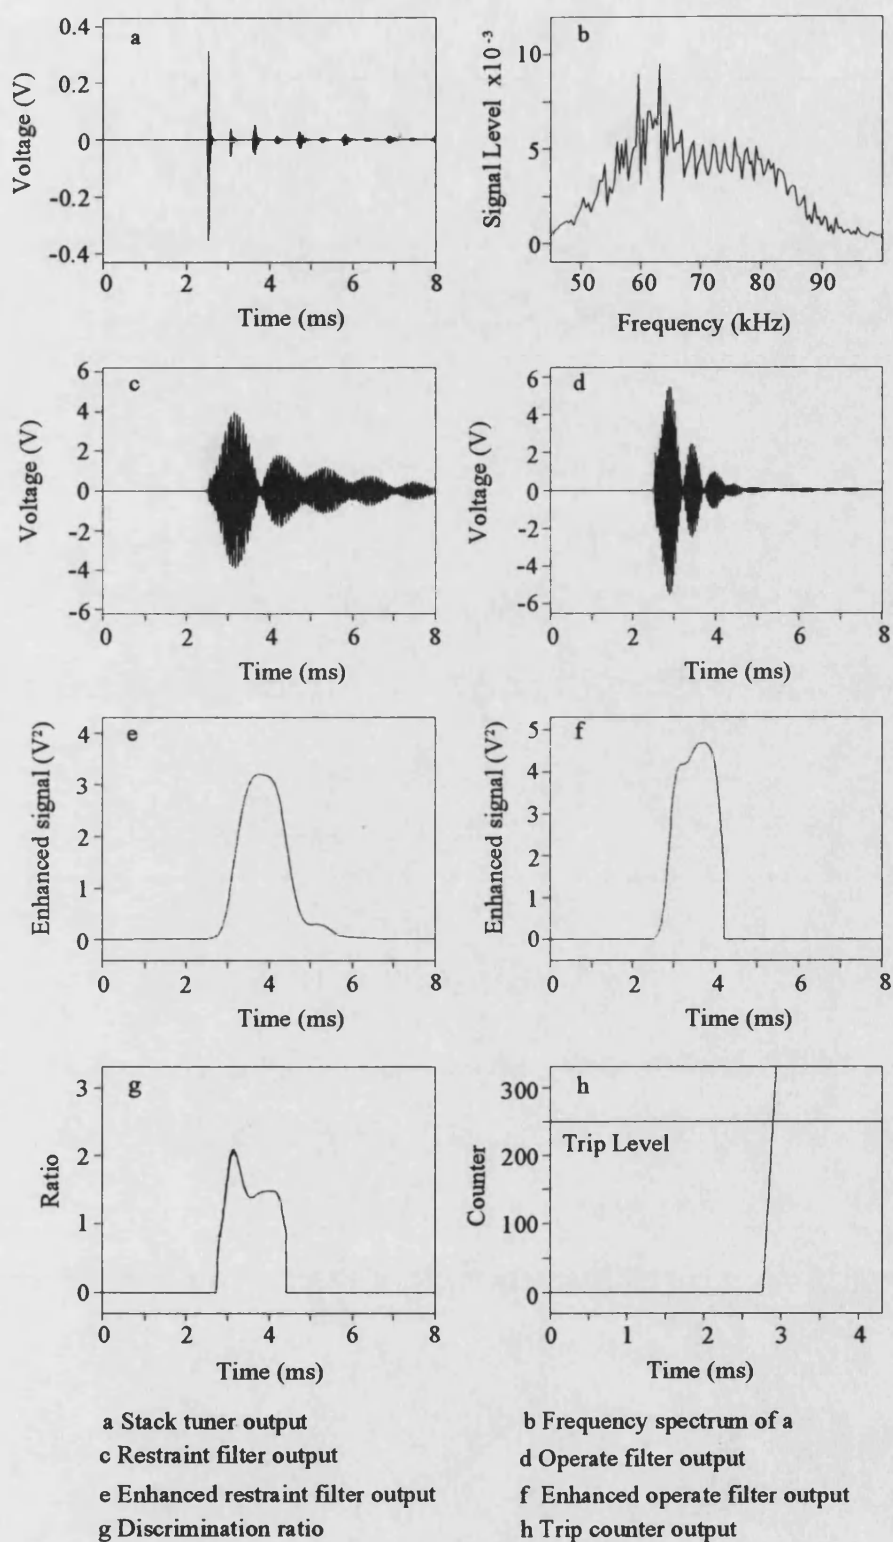 a
0.4
0.2
0
-0.2
-0.4
Voltage (V)
0 2 4 6 8
Time (ms)
b
10
5
0
Signal Level x10⁻³
50 60 70 80 90
Frequency (kHz)
c
6
4
2
0
-2
-4
-6
Voltage (V)
0 2 4 6 8
Time (ms)
d
6
4
2
0
-2
-4
-6
Voltage (V)
0 2 4 6 8
Time (ms)
e
4
3
2
1
0
Enhanced signal (V²)
0 2 4 6 8
Time (ms)
f
5
4
3
2
1
0
Enhanced signal (V²)
0 2 4 6 8
Time (ms)
g
3
2
1
0
Ratio
0 2 4 6 8
Time (ms)
h
300
200
100
0
Trip Level
Counter
0 1 2 3 4
Time (ms)
a Stack tuner output
b Frequency spectrum of a
c Restraint filter output
d Operate filter output
e Enhanced restraint filter output
f Enhanced operate filter output
g Discrimination ratio
h Trip counter output